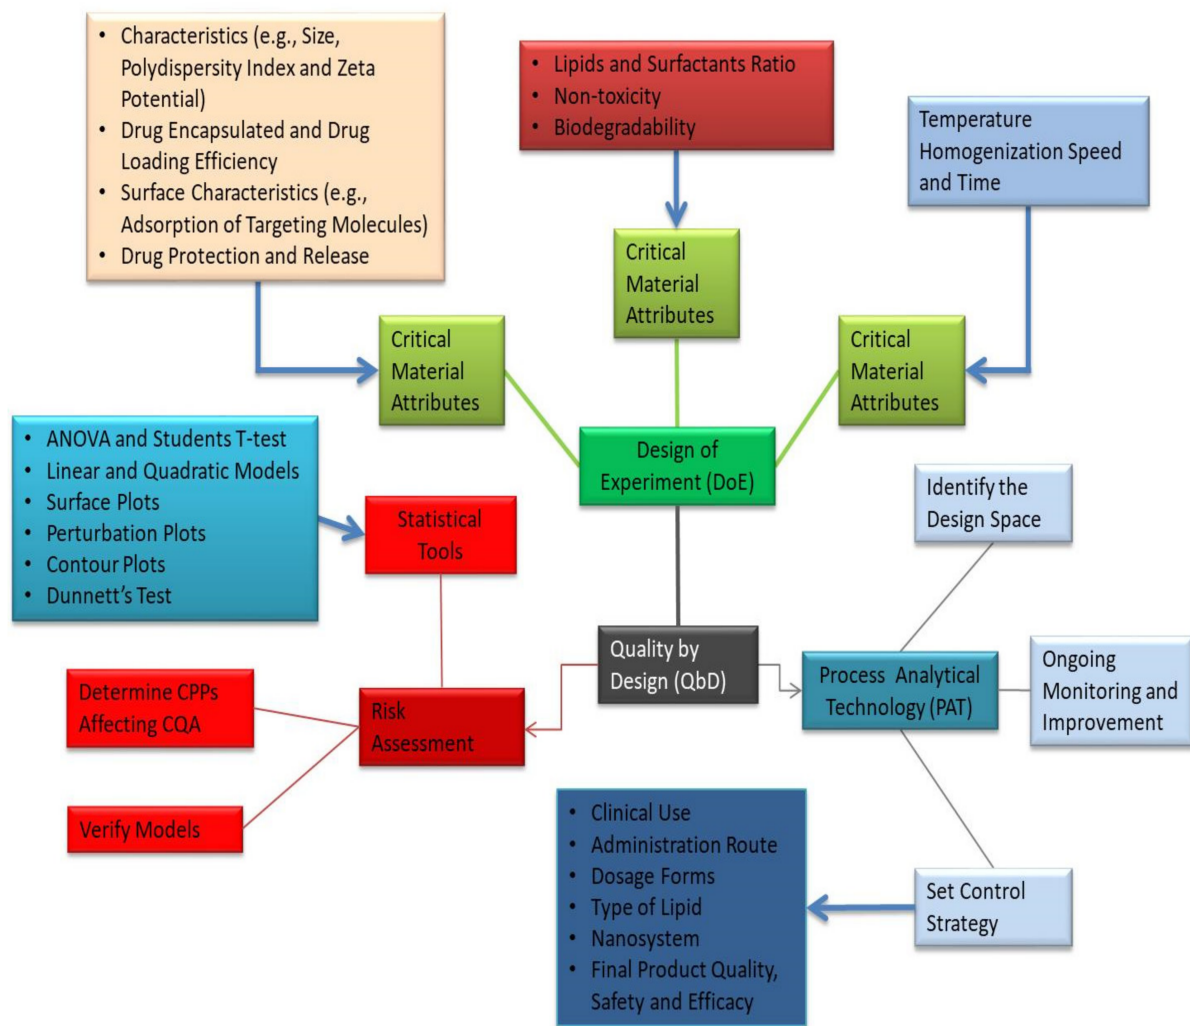 • Characteristics (e.g., Size,
Polydispersity Index and Zeta
Potential)
• Drug Encapsulated and Drug
Loading Efficiency
• Surface Characteristics (e.g.,
Adsorption of Targeting Molecules)
• Drug Protection and Release
• Lipids and Surfactants Ratio
• Non-toxicity
• Biodegradability
Temperature
Homogenization Speed
and Time
Critical
Material
Attributes
Critical
Material
Attributes
Critical
Material
Attributes
• ANOVA and Students T-test
• Linear and Quadratic Models
• Surface Plots
• Perturbation Plots
• Contour Plots
• Dunnett’s Test
Statistical
Tools
Design of
Experiment (DoE)
Identify the
Design Space
Quality by
Design (QbD)
Process Analytical
Technology (PAT)
Ongoing
Monitoring and
Improvement
Determine CPPs
Affecting CQA
Risk
Assessment
Verify Models
• Clinical Use
• Administration Route
• Dosage Forms
• Type of Lipid
• Nanosystem
• Final Product Quality,
Safety and Efficacy
Set Control
Strategy